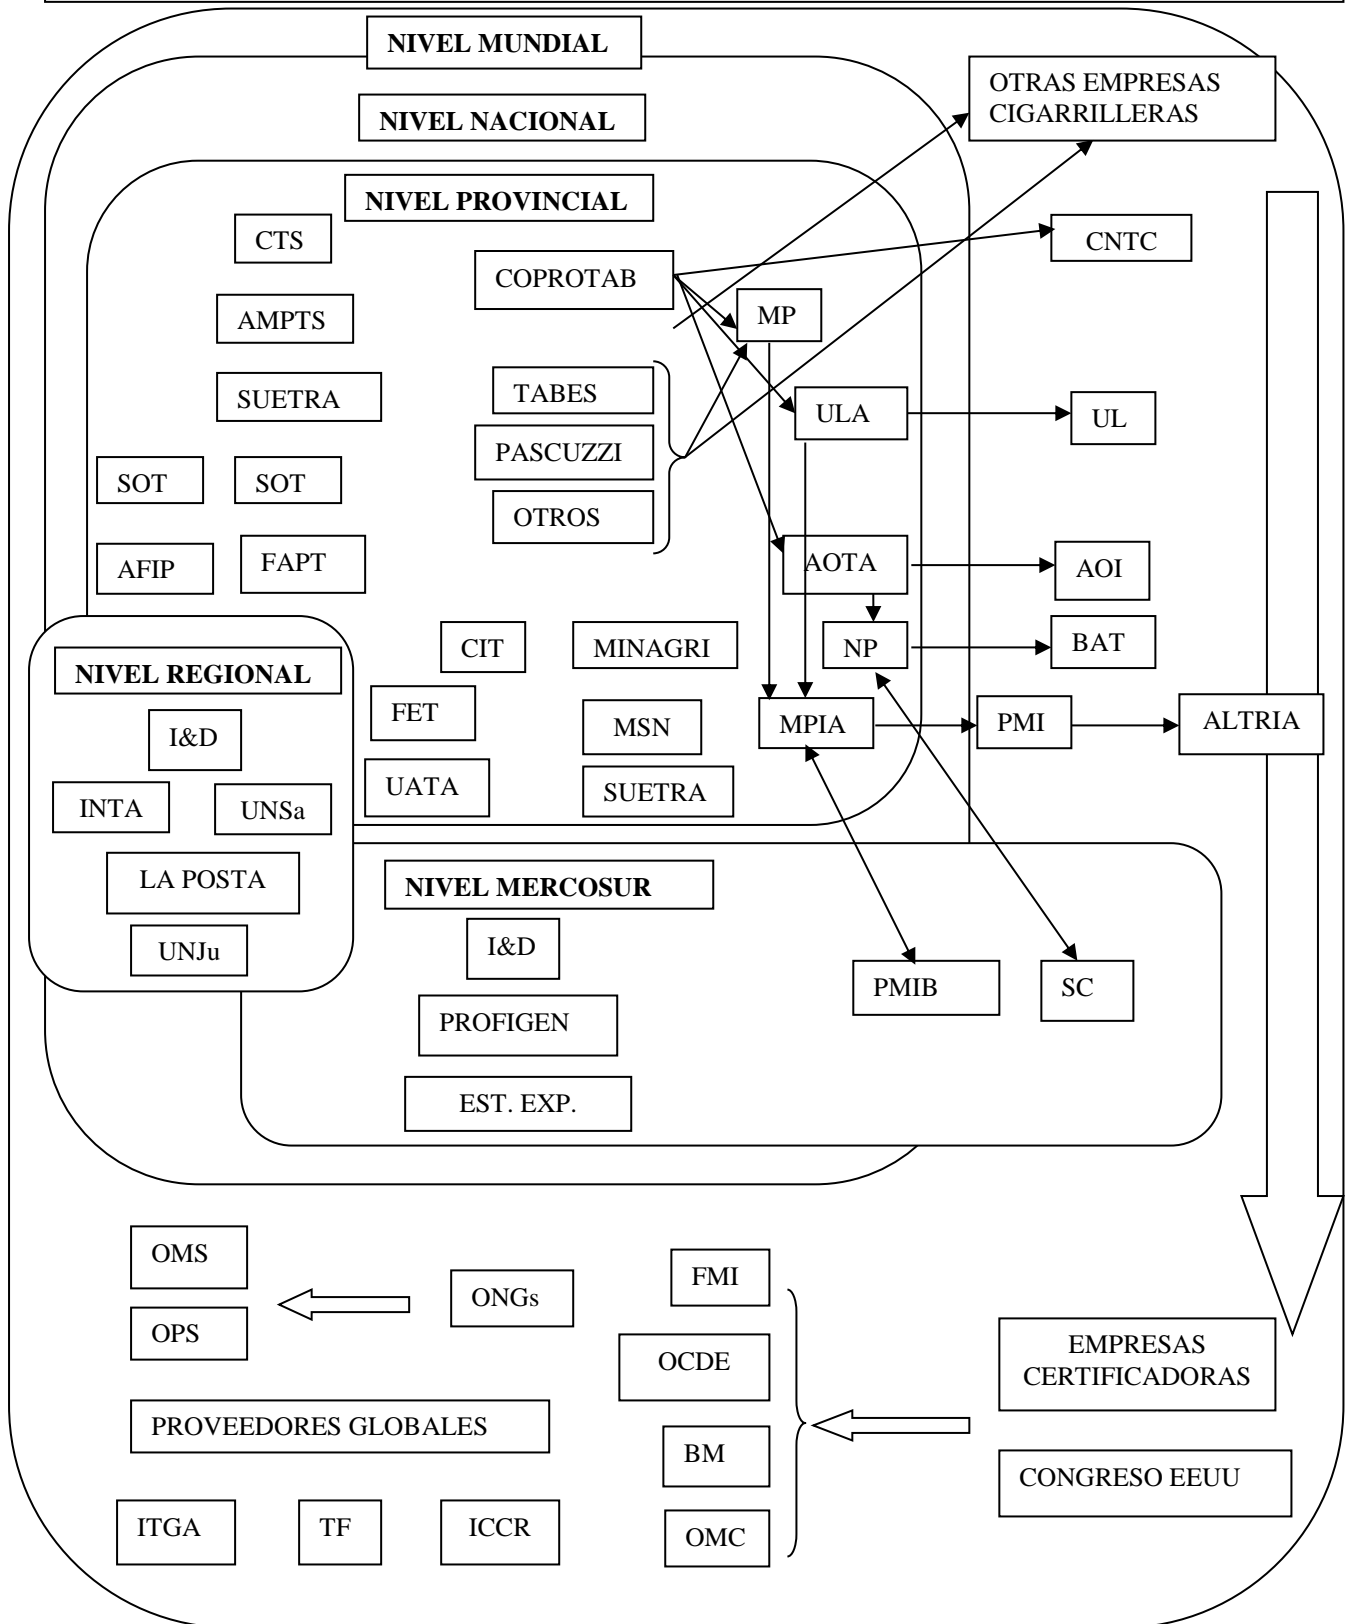 NIVEL MUNDIAL
OTRAS EMPRESAS
CIGARRILLERAS
NIVEL NACIONAL
NIVEL PROVINCIAL
CTS
CNTC
COPROTAB
AMPTS
MP
SUETRA
TABES
ULA
UL
PASCUZZI
SOT
SOT
OTROS
AFIP
FAPT
AOTA
AOI
CIT
MINAGRI
NP
BAT
NIVEL REGIONAL
FET
MSN
MPIA
PMI
ALTRIA
I&D
UATA
SUETRA
INTA
UNSa
LA POSTA
NIVEL MERCOSUR
UNJu
I&D
PMIB
SC
PROFIGEN
EST. EXP.
OMS
FMI
ONGs
OPS
OCDE
EMPRESAS
CERTIFICADORAS
PROVEEDORES GLOBALES
BM
CONGRESO EEUU
ITGA
TF
ICCR
OMC